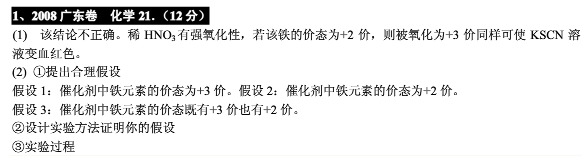 1、2008 广东卷　化学 21.（12 分）
(1)　该结论不正确。稀 HNO₃有强氧化性，若该铁的价态为+2 价，则被氧化为+3 价同样可使 KSCN 溶
液变血红色。
(2) ①提出合理假设
假设 1：催化剂中铁元素的价态为+3 价。假设 2：催化剂中铁元素的价态为+2 价。
假设 3：催化剂中铁元素的价态既有+3 价也有+2 价。
②设计实验方法证明你的假设
③实验过程